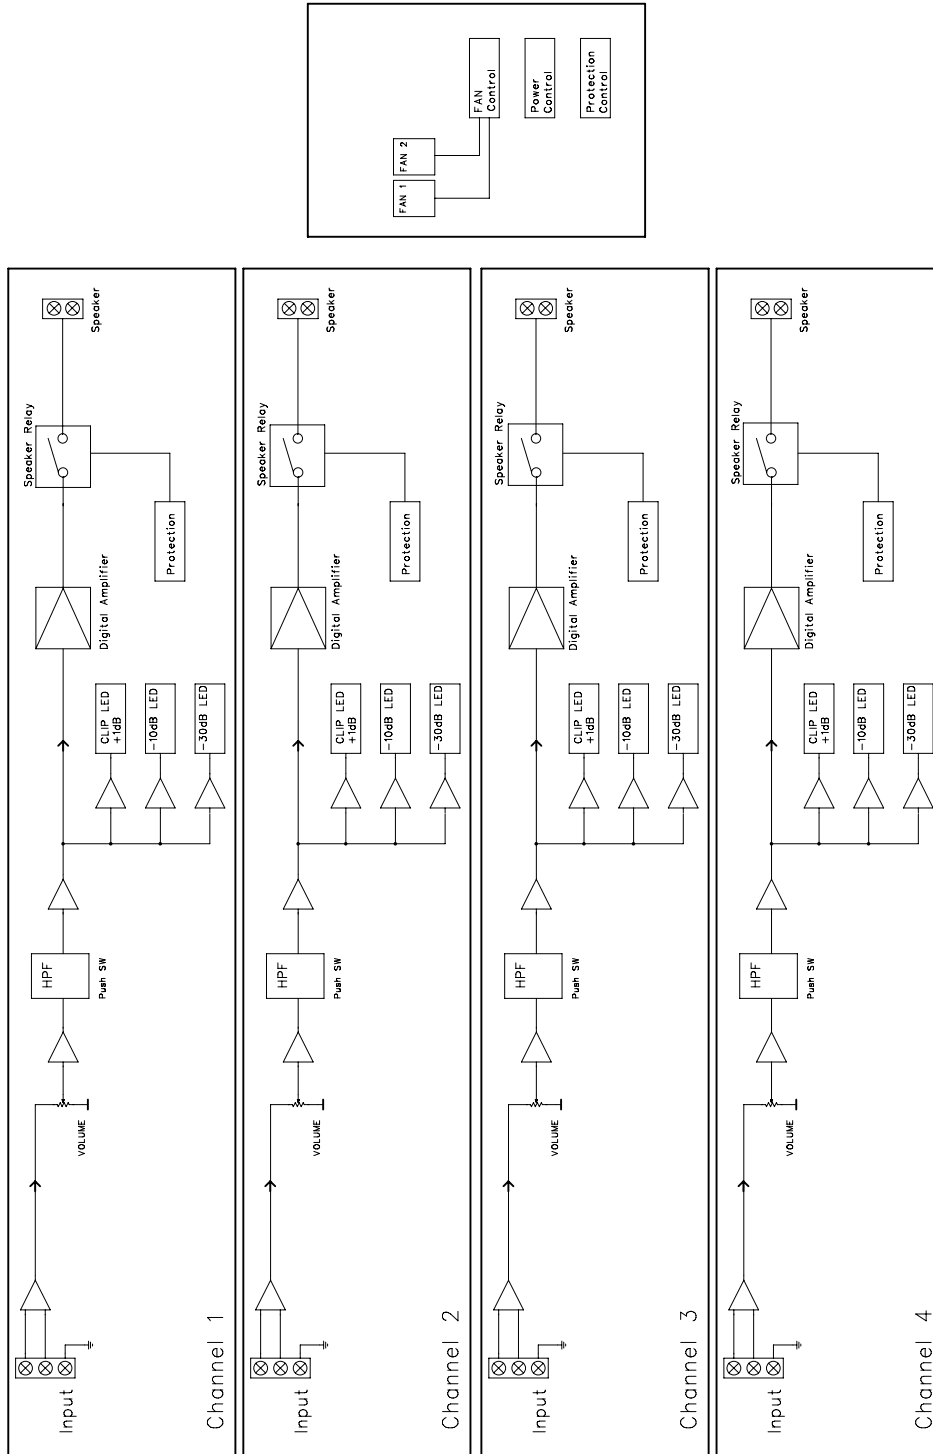 Channel 1
Input
VOLUME
HPF
Push SW
CLIP LED
+1dB
-10dB LED
-30dB LED
Digital Amplifier
Protection
Speaker Relay
Speaker
Channel 2
Input
VOLUME
HPF
Push SW
CLIP LED
+1dB
-10dB LED
-30dB LED
Digital Amplifier
Protection
Speaker Relay
Speaker
Channel 3
Input
VOLUME
HPF
Push SW
CLIP LED
+1dB
-10dB LED
-30dB LED
Digital Amplifier
Protection
Speaker Relay
Speaker
Channel 4
Input
VOLUME
HPF
Push SW
CLIP LED
+1dB
-10dB LED
-30dB LED
Digital Amplifier
Protection
Speaker Relay
Speaker
FAN 1
FAN 2
FAN
Control
Power
Control
Protection
Control